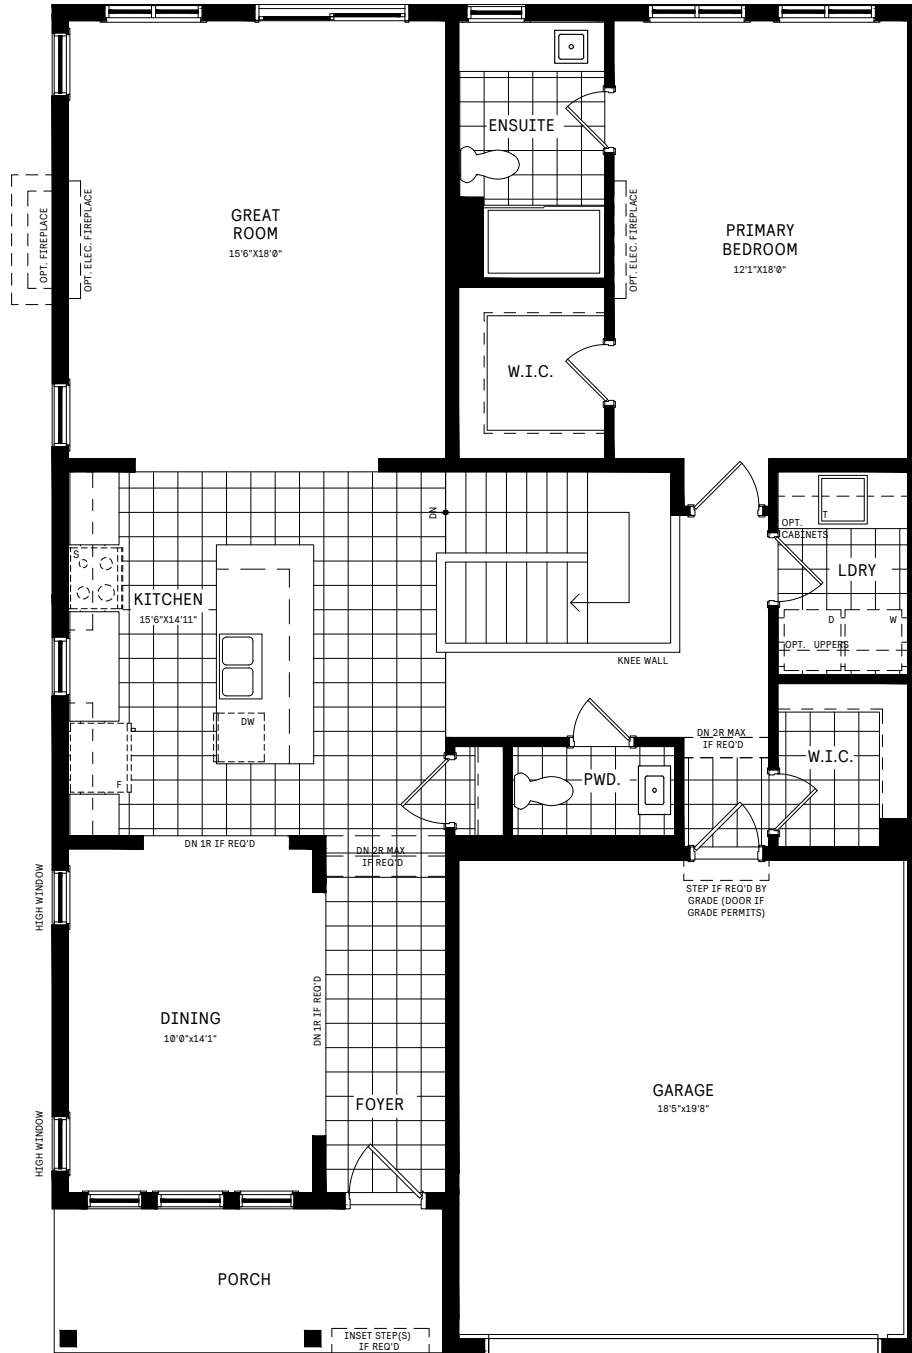 ENSUITE
GREAT
ROOM
15'6"X18'0"
OPT. FIREPLACE
OPT. ELEC. FIREPLACE
OPT. ELEC. FIREPLACE
PRIMARY
BEDROOM
12'1"X18'0"
W.I.C.
DN
T
OPT.
CABINETS
LDRY
S
KITCHEN
15'6"X14'11"
D
W
OPT. UPPERS
KNEE WALL
DW
DN 2R MAX
IF REQ'D
W.I.C.
F
PWD.
DN 1R IF REQ'D
DN 2R MAX
IF REQ'D
HIGH WINDOW
STEP IF REQ'D BY
GRADE (DOOR IF
GRADE PERMITS)
DINING
10'0"x14'1"
DN 1R IF REQ'D
FOYER
GARAGE
18'5"x19'8"
HIGH WINDOW
PORCH
INSET STEP(S)
IF REQ'D